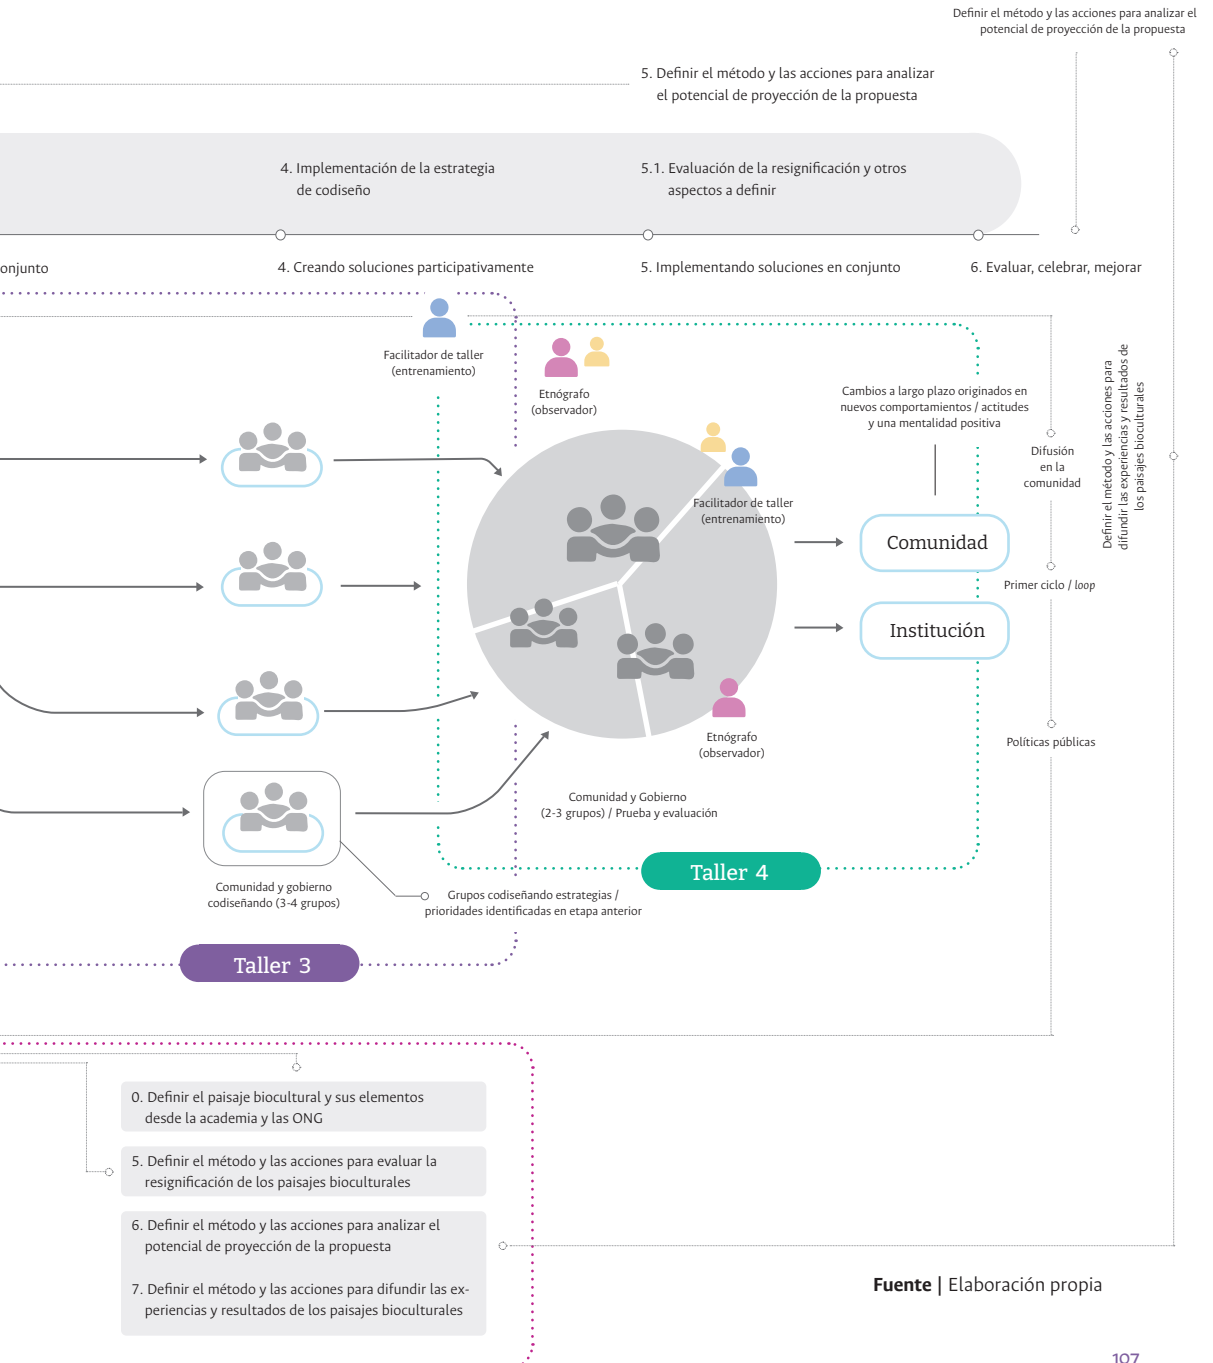 Definir el método y las acciones para analizar el
potencial de proyección de la propuesta
5. Definir el método y las acciones para analizar
el potencial de proyección de la propuesta
4. Implementación de la estrategia
de codiseño
5.1. Evaluación de la resignificación y otros
aspectos a definir
onjunto
4. Creando soluciones participativamente
5. Implementando soluciones en conjunto
6. Evaluar, celebrar, mejorar
Facilitador de taller
(entrenamiento)
Etnógrafo
(observador)
Cambios a largo plazo originados en
nuevos comportamientos / actitudes
y una mentalidad positiva
Difusión
en la
comunidad
Definir el método y las acciones para
difundir las experiencias y resultados de
los paisajes bioculturales
Facilitador de taller
(entrenamiento)
Comunidad
Primer ciclo / loop
Institución
Etnógrafo
(observador)
Políticas públicas
Comunidad y Gobierno
(2-3 grupos) / Prueba y evaluación
Taller 4
Comunidad y gobierno
codiseñando (3-4 grupos)
Grupos codiseñando estrategias /
prioridades identificadas en etapa anterior
Taller 3
0. Definir el paisaje biocultural y sus elementos
desde la academia y las ONG
5. Definir el método y las acciones para evaluar la
resignificación de los paisajes bioculturales
6. Definir el método y las acciones para analizar el
potencial de proyección de la propuesta
7. Definir el método y las acciones para difundir las ex-
periencias y resultados de los paisajes bioculturales
Fuente | Elaboración propia
107